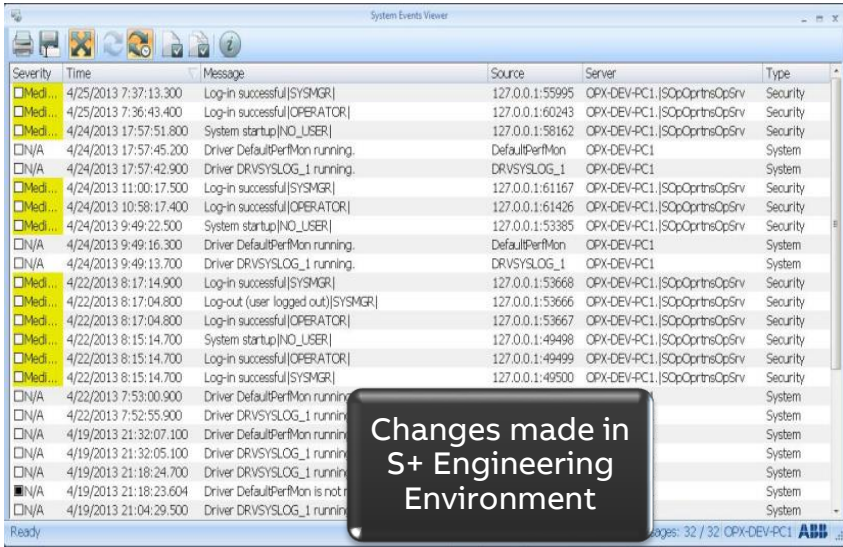 System Events Viewer
Severity Time Message Source Server Type
Medi... 4/25/2013 7:37:13.300 Log-in successful|SYSMGR| 127.0.0.1:55995 OPX-DEV-PC1.|SOpOprtnsOpSrv Security
Medi... 4/25/2013 7:36:43.400 Log-in successful|OPERATOR| 127.0.0.1:60243 OPX-DEV-PC1.|SOpOprtnsOpSrv Security
Medi... 4/24/2013 17:57:51.800 System startup|NO_USER| 127.0.0.1:58162 OPX-DEV-PC1.|SOpOprtnsOpSrv Security
N/A 4/24/2013 17:57:45.200 Driver DefaultPerfMon running. DefaultPerfMon OPX-DEV-PC1 System
N/A 4/24/2013 17:57:42.900 Driver DRVSYSLOG_1 running. DRVSYSLOG_1 OPX-DEV-PC1 System
Medi... 4/24/2013 11:00:17.500 Log-in successful|SYSMGR| 127.0.0.1:61167 OPX-DEV-PC1.|SOpOprtnsOpSrv Security
Medi... 4/24/2013 10:58:17.400 Log-in successful|OPERATOR| 127.0.0.1:61426 OPX-DEV-PC1.|SOpOprtnsOpSrv Security
Medi... 4/24/2013 9:49:22.500 System startup|NO_USER| 127.0.0.1:53385 OPX-DEV-PC1.|SOpOprtnsOpSrv Security
N/A 4/24/2013 9:49:16.300 Driver DefaultPerfMon running. DefaultPerfMon OPX-DEV-PC1 System
N/A 4/24/2013 9:49:13.700 Driver DRVSYSLOG_1 running. DRVSYSLOG_1 OPX-DEV-PC1 System
Medi... 4/22/2013 8:17:14.900 Log-in successful|SYSMGR| 127.0.0.1:53668 OPX-DEV-PC1.|SOpOprtnsOpSrv Security
Medi... 4/22/2013 8:17:04.800 Log-out (user logged out)|SYSMGR| 127.0.0.1:53666 OPX-DEV-PC1.|SOpOprtnsOpSrv Security
Medi... 4/22/2013 8:17:04.800 Log-in successful|OPERATOR| 127.0.0.1:53667 OPX-DEV-PC1.|SOpOprtnsOpSrv Security
Medi... 4/22/2013 8:15:14.700 System startup|NO_USER| 127.0.0.1:49498 OPX-DEV-PC1.|SOpOprtnsOpSrv Security
Medi... 4/22/2013 8:15:14.700 Log-in successful|OPERATOR| 127.0.0.1:49499 OPX-DEV-PC1.|SOpOprtnsOpSrv Security
Medi... 4/22/2013 8:15:14.700 Log-in successful|SYSMGR| 127.0.0.1:49500 OPX-DEV-PC1.|SOpOprtnsOpSrv Security
N/A 4/22/2013 7:53:00.900 Driver DefaultPerfMon System
N/A 4/22/2013 7:52:55.900 Driver DRVSYSLOG_1 System
N/A 4/19/2013 21:32:07.100 Driver DefaultPerfMon System
N/A 4/19/2013 21:32:05.100 Driver DRVSYSLOG_1 System
N/A 4/19/2013 21:18:24.700 Driver DRVSYSLOG_1 System
N/A 4/19/2013 21:18:23.604 Driver DefaultPerfMon is not System
N/A 4/19/2013 21:04:29.500 Driver DRVSYSLOG_1 System
Changes made in
S+ Engineering
Environment
Ready 32 / 32 OPX-DEV-PC1 ABB